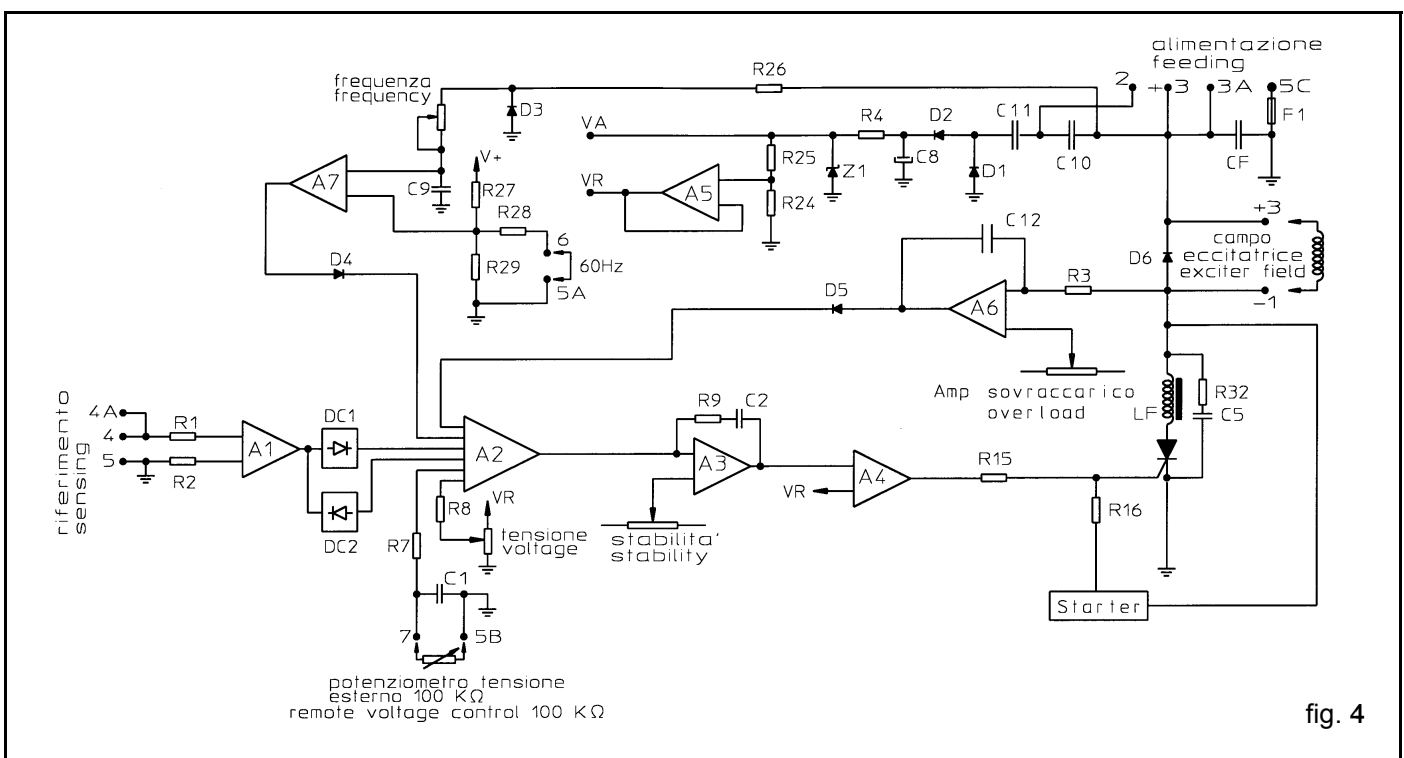 alimentazione
feeding
2
+3
3A
5C
F1
CF
frequenza
frequency
R26
D3
VA
R4
D2
C11
C10
R25
Z1
C8
D1
VR
A5
R24
A7
C9
V+
R27
R28
6
60Hz
5A
R29
D4
C12
D6
+3
campo
eccitatrice
exciter field
-1
D5
A6
R3
Amp sovraccarico
overload
LF
R32
C5
riferimento
sensing
4A
4
5
R1
R2
A1
DC1
DC2
A2
R9
C2
A3
A4
R15
VR
R8
VR
tensione
voltage
stabilita'
stability
R7
C1
R16
Starter
7
5B
potenziometro tensione
esterno 100 KΩ
remote voltage control 100 KΩ
fig. 4